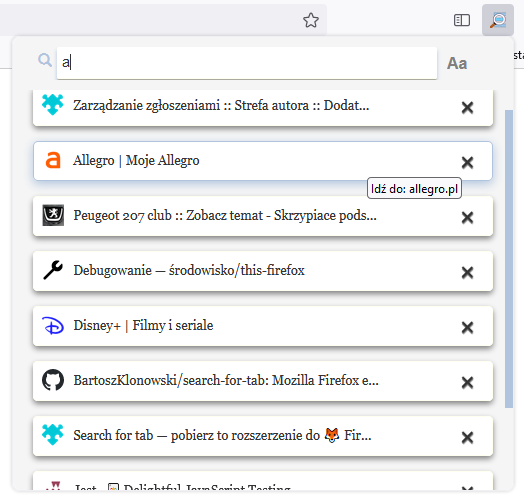 a
Aa
Zarządzanie zgłoszeniami :: Strefa autora :: Dodat...
Allegro | Moje Allegro
Idź do: allegro.pl
Peugeot 207 club :: Zobacz temat - Skrzypiace pods...
Debugowanie — środowisko/this-firefox
Disney+ | Filmy i seriale
BartoszKlonowski/search-for-tab: Mozilla Firefox e...
Search for tab — pobierz to rozszerzenie do 🦊 Fir...
Jest · 🃏 Delightful JavaScript Testing